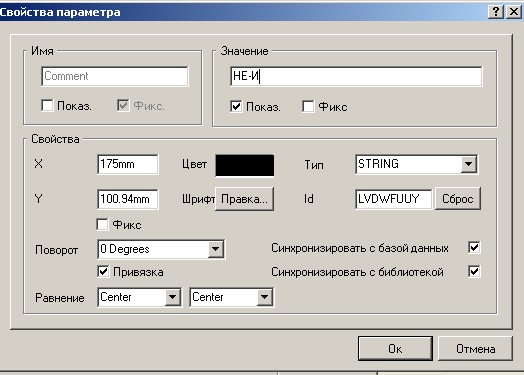 Свойства параметра
Имя
Comment
Показ.
Фикс.
Значение
НЕ-И
Показ.
Фикс
Свойства
X 175mm Цвет Тип STRING
Y 100.94mm Шрифт Правка... Id LVDWFUUY Сброс
Фикс
Поворот 0 Degrees Синхронизировать с базой данных
Привязка Синхронизировать с библиотекой
Равнение Center Center
Ок Отмена